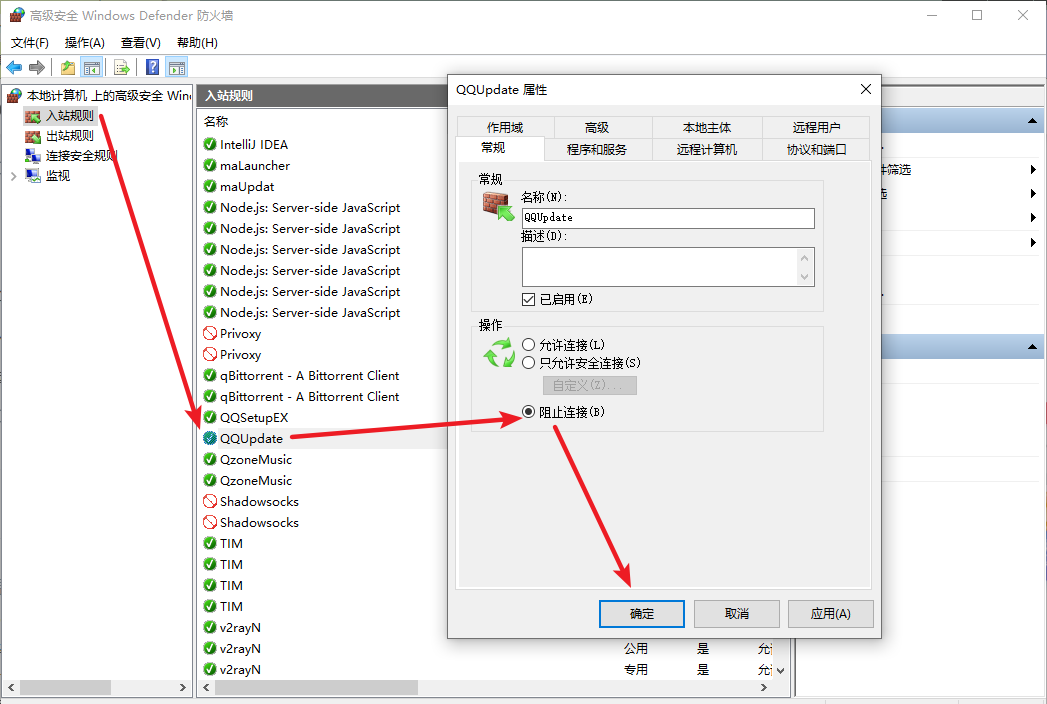 高级安全 Windows Defender 防火墙
文件(F) 操作(A) 查看(V) 帮助(H)
本地计算机 上的高级安全 Win
入站规则
出站规则
连接安全规则
监视
入站规则
名称
IntelliJ IDEA
maLauncher
maUpdat
Node.js: Server-side JavaScript
Node.js: Server-side JavaScript
Node.js: Server-side JavaScript
Node.js: Server-side JavaScript
Node.js: Server-side JavaScript
Node.js: Server-side JavaScript
Privoxy
Privoxy
qBittorrent - A Bittorrent Client
qBittorrent - A Bittorrent Client
QQSetupEX
QQUpdate
QzoneMusic
QzoneMusic
Shadowsocks
Shadowsocks
TIM
TIM
TIM
TIM
v2rayN
v2rayN 公用 是 允
v2rayN 专用 是 允
QQUpdate 属性
作用域 高级 本地主体 远程用户
常规 程序和服务 远程计算机 协议和端口
常规
名称(N):
QQUpdate
描述(D):
已启用(E)
操作
允许连接(L)
只允许安全连接(S)
自定义(Z)...
阻止连接(B)
确定 取消 应用(A)
筛选